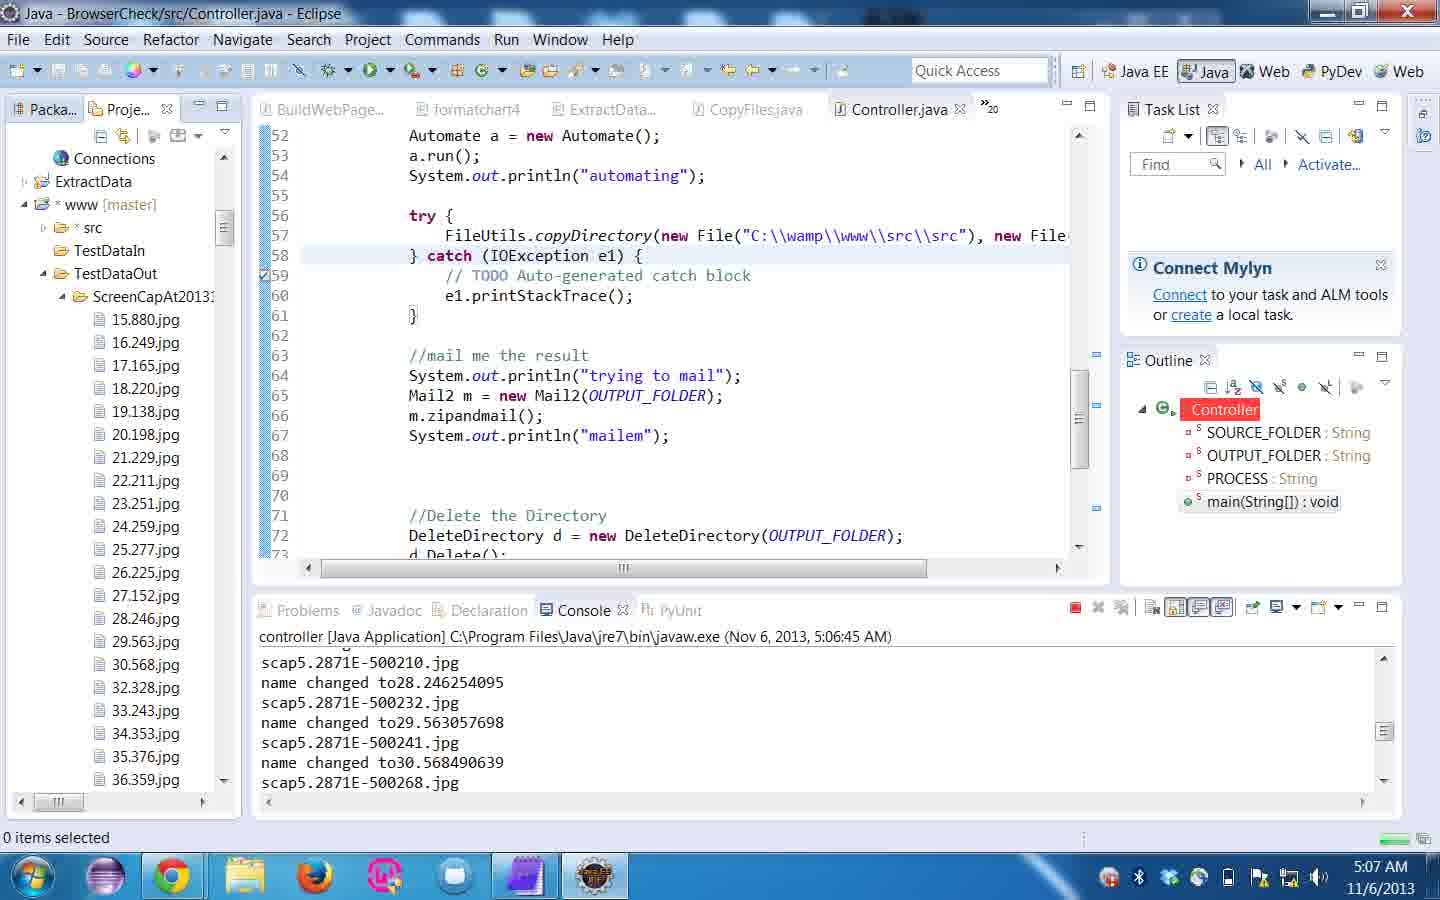 Java - BrowserCheck/src/Controller.java - Eclipse
File Edit Source Refactor Navigate Search Project Commands Run Window Help
Quick Access
Java EE Java Web PyDev Web
Packa... Proje...
Connections
ExtractData
* www [master]
* src
TestDataIn
TestDataOut
ScreenCapAt2013
15.880.jpg
16.249.jpg
17.165.jpg
18.220.jpg
19.138.jpg
20.198.jpg
21.229.jpg
22.211.jpg
23.251.jpg
24.259.jpg
25.277.jpg
26.225.jpg
27.152.jpg
28.246.jpg
29.563.jpg
30.568.jpg
32.328.jpg
33.243.jpg
34.353.jpg
35.376.jpg
36.359.jpg
BuildWebPage... formatchart4 ExtractData... CopyFiles.java Controller.java »20
52 Automate a = new Automate();
53 a.run();
54 System.out.println("automating");
55
56 try {
57 FileUtils.copyDirectory(new File("C:\\wamp\\www\\src\\src"), new File(
58 } catch (IOException e1) {
59 // TODO Auto-generated catch block
60 e1.printStackTrace();
61 }
62
63 //mail me the result
64 System.out.println("trying to mail");
65 Mail2 m = new Mail2(OUTPUT_FOLDER);
66 m.zipandmail();
67 System.out.println("mailem");
68
69
70
71 //Delete the Directory
72 DeleteDirectory d = new DeleteDirectory(OUTPUT_FOLDER);
73 d.Delete();
Task List
Find All Activate...
Connect Mylyn
Connect to your task and ALM tools
or create a local task.
Outline
Controller
SOURCE_FOLDER : String
OUTPUT_FOLDER : String
PROCESS : String
main(String[]) : void
Problems @ Javadoc Declaration Console PyUnit
controller [Java Application] C:\Program Files\Java\jre7\bin\javaw.exe (Nov 6, 2013, 5:06:45 AM)
scap5.2871E-500210.jpg
name changed to28.246254095
scap5.2871E-500232.jpg
name changed to29.563057698
scap5.2871E-500241.jpg
name changed to30.568490639
scap5.2871E-500268.jpg
0 items selected
5:07 AM
11/6/2013